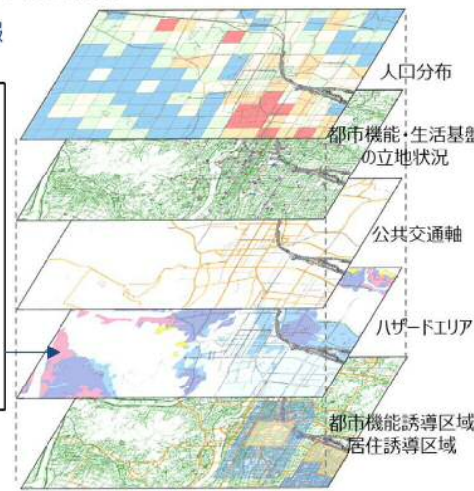 報
人口分布
都市機能・生活基盤
の立地状況
公共交通軸
ハザードエリア
都市機能誘導区域
居住誘導区域